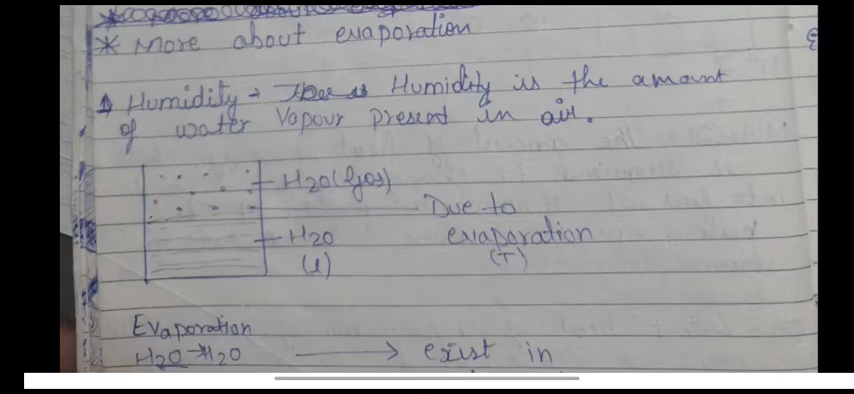 * More about evaporation
Humidity → Humidity is the amount
of water Vapour present in air.
H2O (gas)
Due to
evaporation
(T)
H2O
(l)
Evaporation
H2O → H2O ⟶ exist in